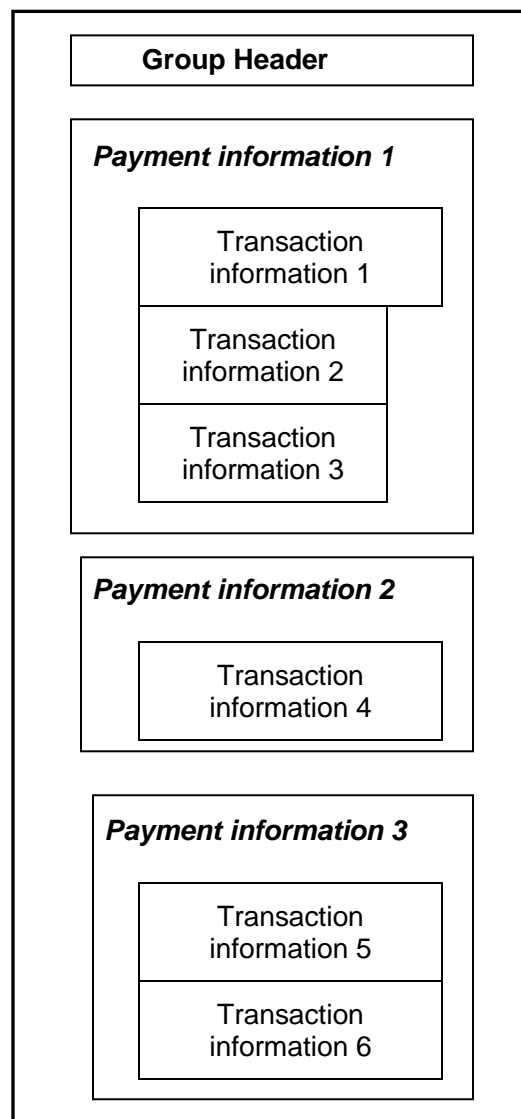 Group Header
Payment information 1
Transaction
information 1
Transaction
information 2
Transaction
information 3
Payment information 2
Transaction
information 4
Payment information 3
Transaction
information 5
Transaction
information 6